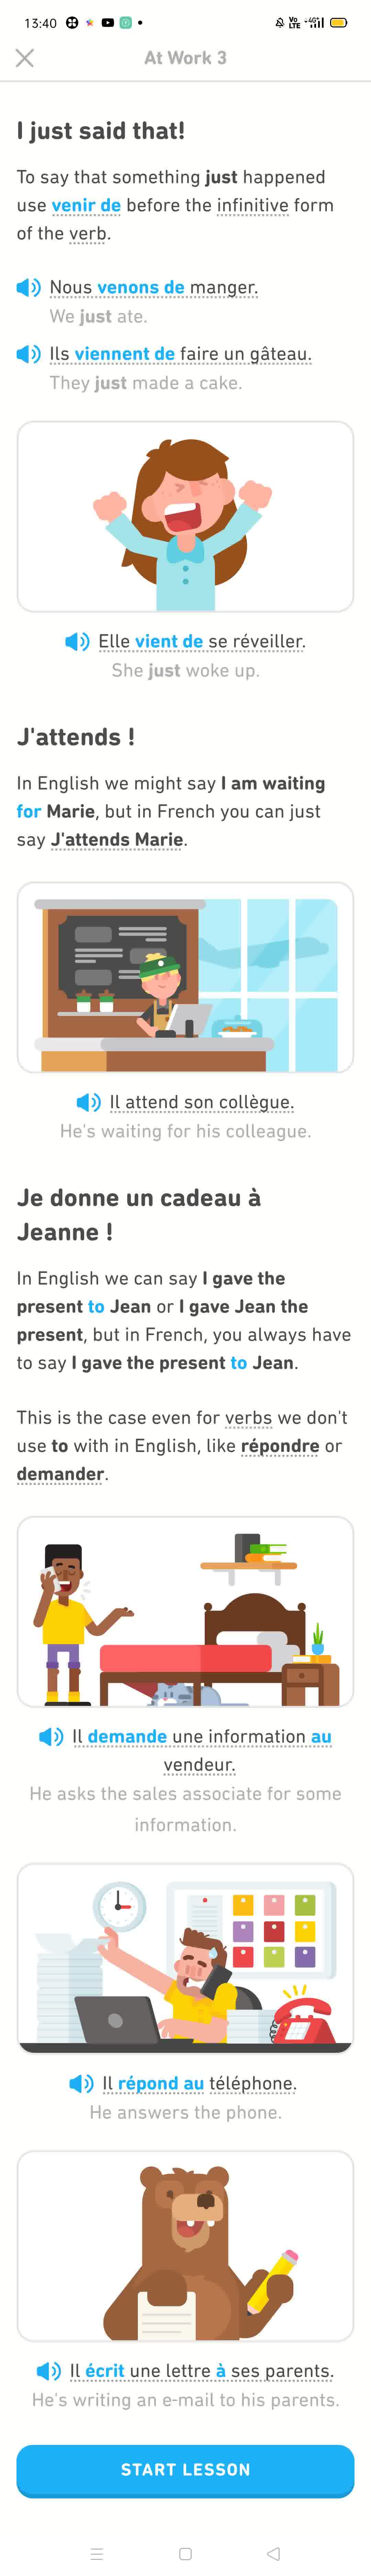 13:40
Vo
LTE
4G+
At Work 3
I just said that!
To say that something just happened
use venir de before the infinitive form
of the verb.
Nous venons de manger.
We just ate.
Ils viennent de faire un gâteau.
They just made a cake.
Elle vient de se réveiller.
She just woke up.
J'attends !
In English we might say I am waiting
for Marie, but in French you can just
say J'attends Marie.
Il attend son collègue.
He's waiting for his colleague.
Je donne un cadeau à
Jeanne !
In English we can say I gave the
present to Jean or I gave Jean the
present, but in French, you always have
to say I gave the present to Jean.
This is the case even for verbs we don't
use to with in English, like répondre or
demander.
Il demande une information au
vendeur.
He asks the sales associate for some
information.
Il répond au téléphone.
He answers the phone.
Il écrit une lettre à ses parents.
He's writing an e-mail to his parents.
START LESSON